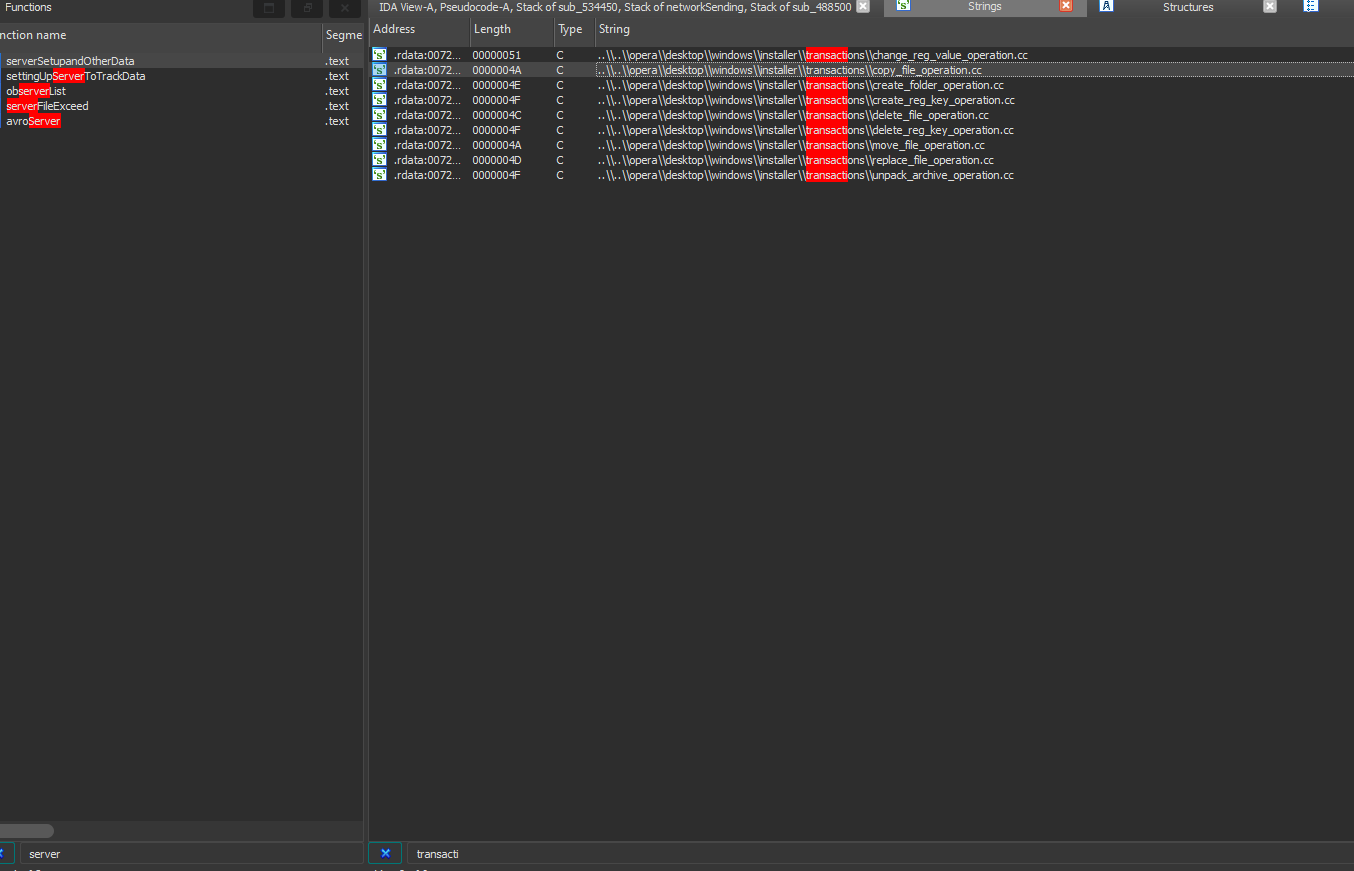 Functions
IDA View-A, Pseudocode-A, Stack of sub_534450, Stack of networkSending, Stack of sub_488500
Strings
Structures
nction name Segme
Address Length Type String
serverSetupandOtherData .text
settingUpServerToTrackData .text
observerList .text
serverFileExceed .text
avroServer .text
.rdata:0072... 00000051 C ..\\..\\opera\\desktop\\windows\\installer\\transactions\\change_reg_value_operation.cc
.rdata:0072... 0000004A C ..\\..\\opera\\desktop\\windows\\installer\\transactions\\copy_file_operation.cc
.rdata:0072... 0000004E C ..\\..\\opera\\desktop\\windows\\installer\\transactions\\create_folder_operation.cc
.rdata:0072... 0000004F C ..\\..\\opera\\desktop\\windows\\installer\\transactions\\create_reg_key_operation.cc
.rdata:0072... 0000004C C ..\\..\\opera\\desktop\\windows\\installer\\transactions\\delete_file_operation.cc
.rdata:0072... 0000004F C ..\\..\\opera\\desktop\\windows\\installer\\transactions\\delete_reg_key_operation.cc
.rdata:0072... 0000004A C ..\\..\\opera\\desktop\\windows\\installer\\transactions\\move_file_operation.cc
.rdata:0072... 0000004D C ..\\..\\opera\\desktop\\windows\\installer\\transactions\\replace_file_operation.cc
.rdata:0072... 0000004F C ..\\..\\opera\\desktop\\windows\\installer\\transactions\\unpack_archive_operation.cc
server
transacti